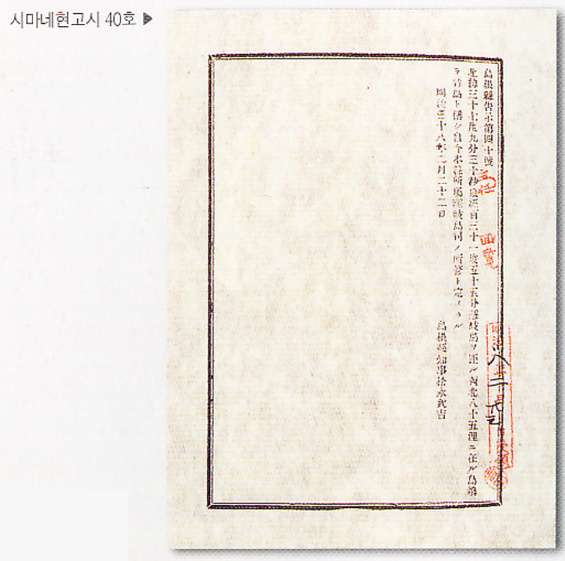 시마네현고시 40호 ▶
島根縣告示第四十號
北緯三十七度九分三十秒東經百三十一度五十五分隱岐島ヲ距ル西北八十五浬ニ在ル島嶼
ヲ竹島ト稱シ自今本縣所屬隱岐島司ノ所管ト定メラル
明治三十八年二月二十二日
島根縣知事松永武吉
回覧